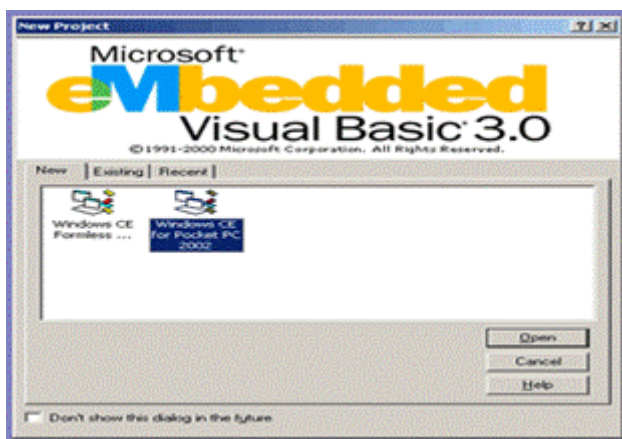 New Project
Microsoft
eMbedded
Visual Basic 3.0
©1991-2000 Microsoft Corporation. All Rights Reserved.
New Existing Recent
Windows CE Formless ...
Windows CE for Pocket PC 2002
Open
Cancel
Help
Don't show this dialog in the future